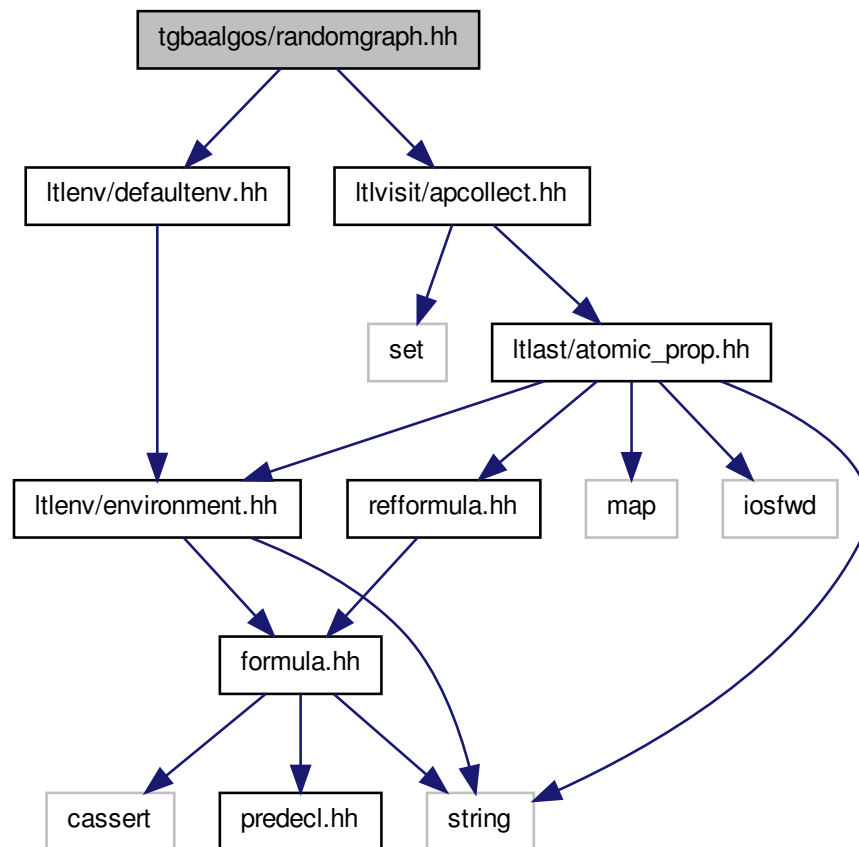 tgbaalgos/randomgraph.hh
ltlenv/defaultenv.hh
ltlvisit/apcollect.hh
set
ltlast/atomic_prop.hh
ltlenv/environment.hh
refformula.hh
map
iosfwd
formula.hh
cassert
predecl.hh
string